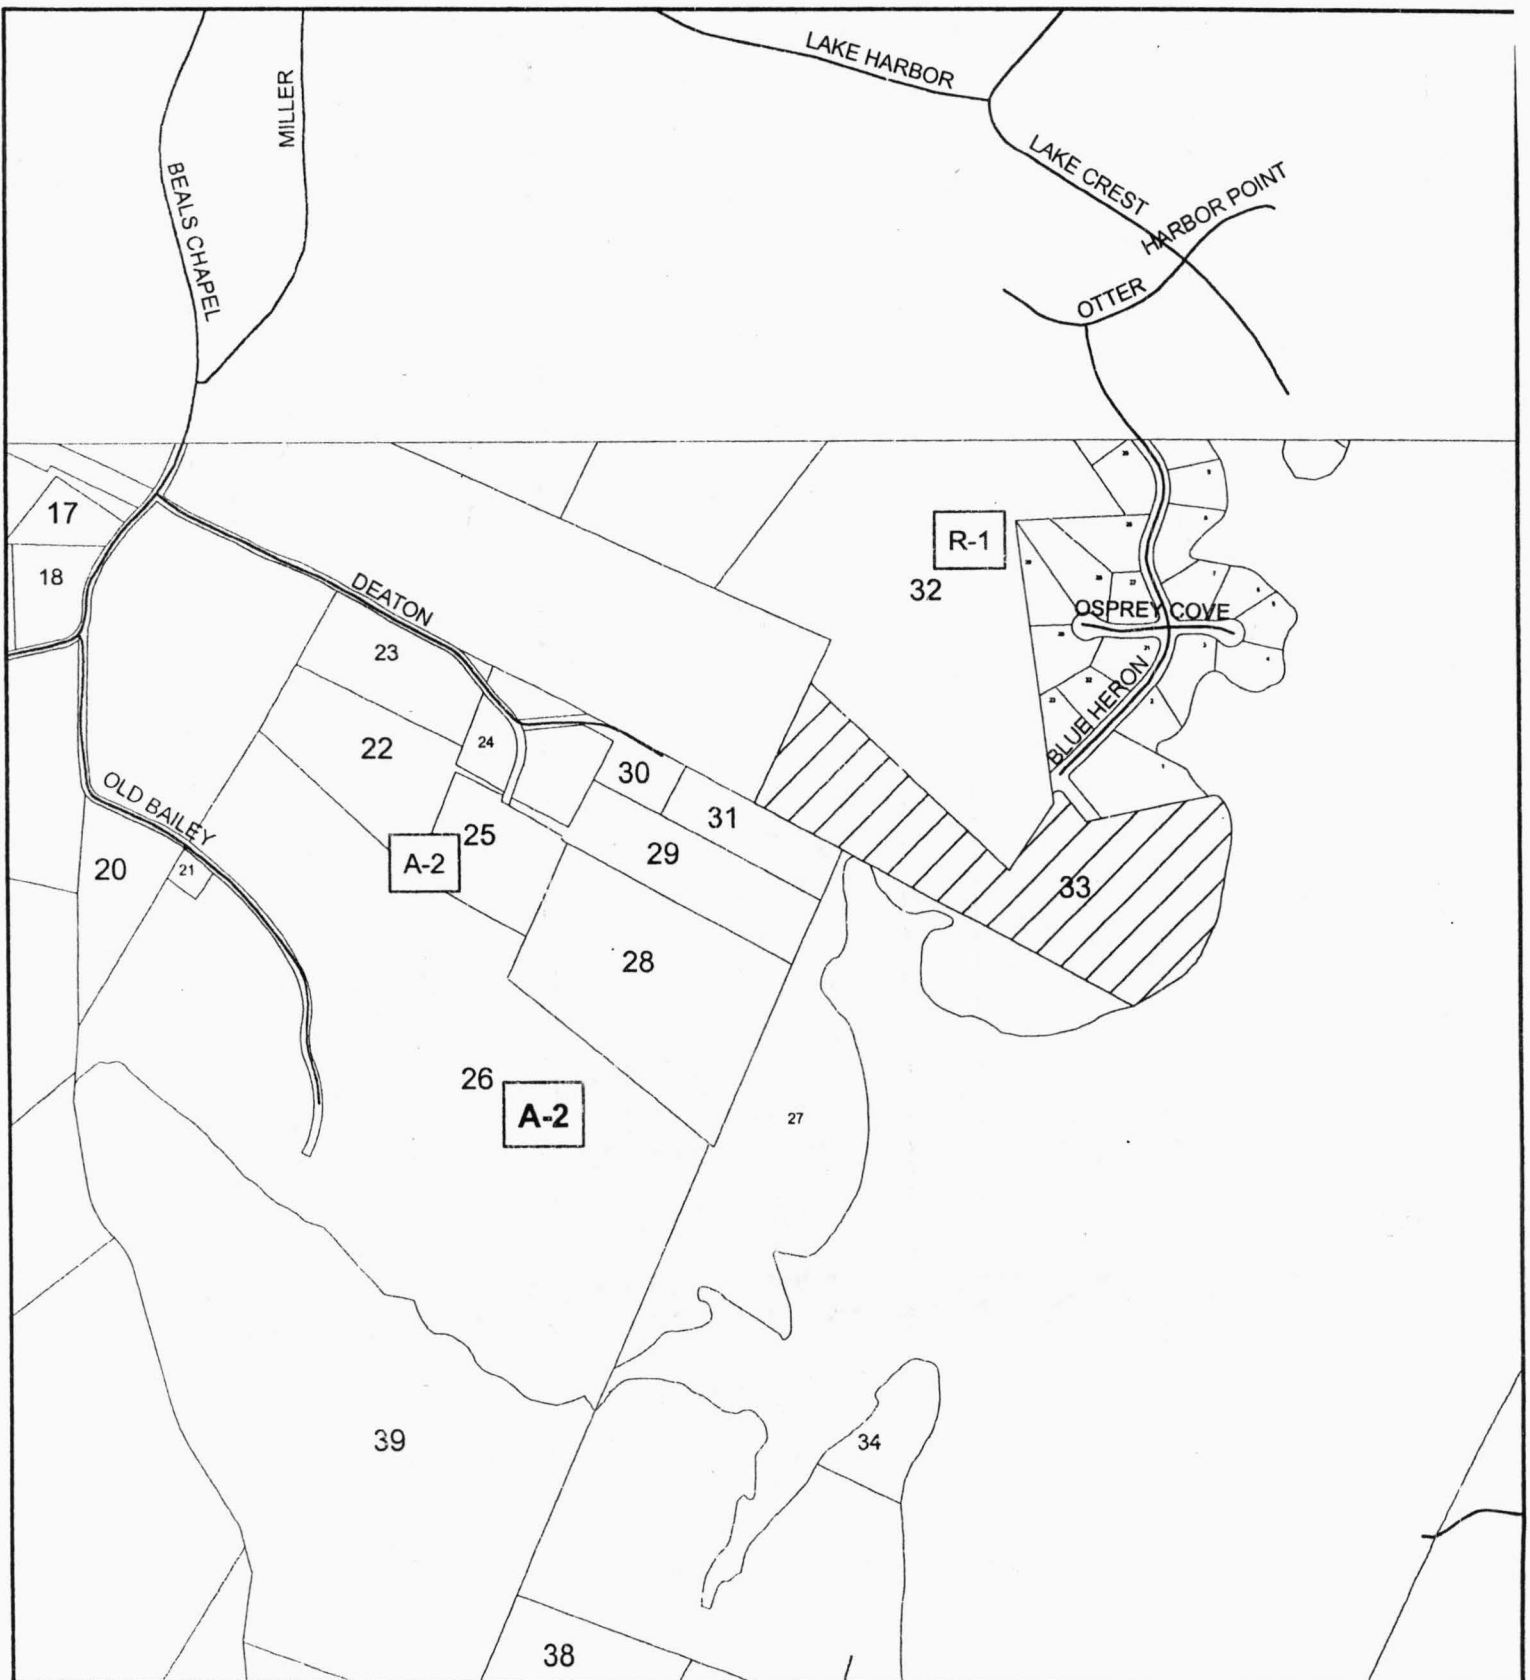 LAKE HARBOR
MILLER
LAKE CREST
BEALS CHAPEL
HARBOR POINT
OTTER
17
R-1
18
32
DEATON
OSPREY COVE
23
BLUE HERON
24
22
30
OLD BAILEY
31
25
29
A-2
20
21
33
28
26
A-2
27
39
34
38